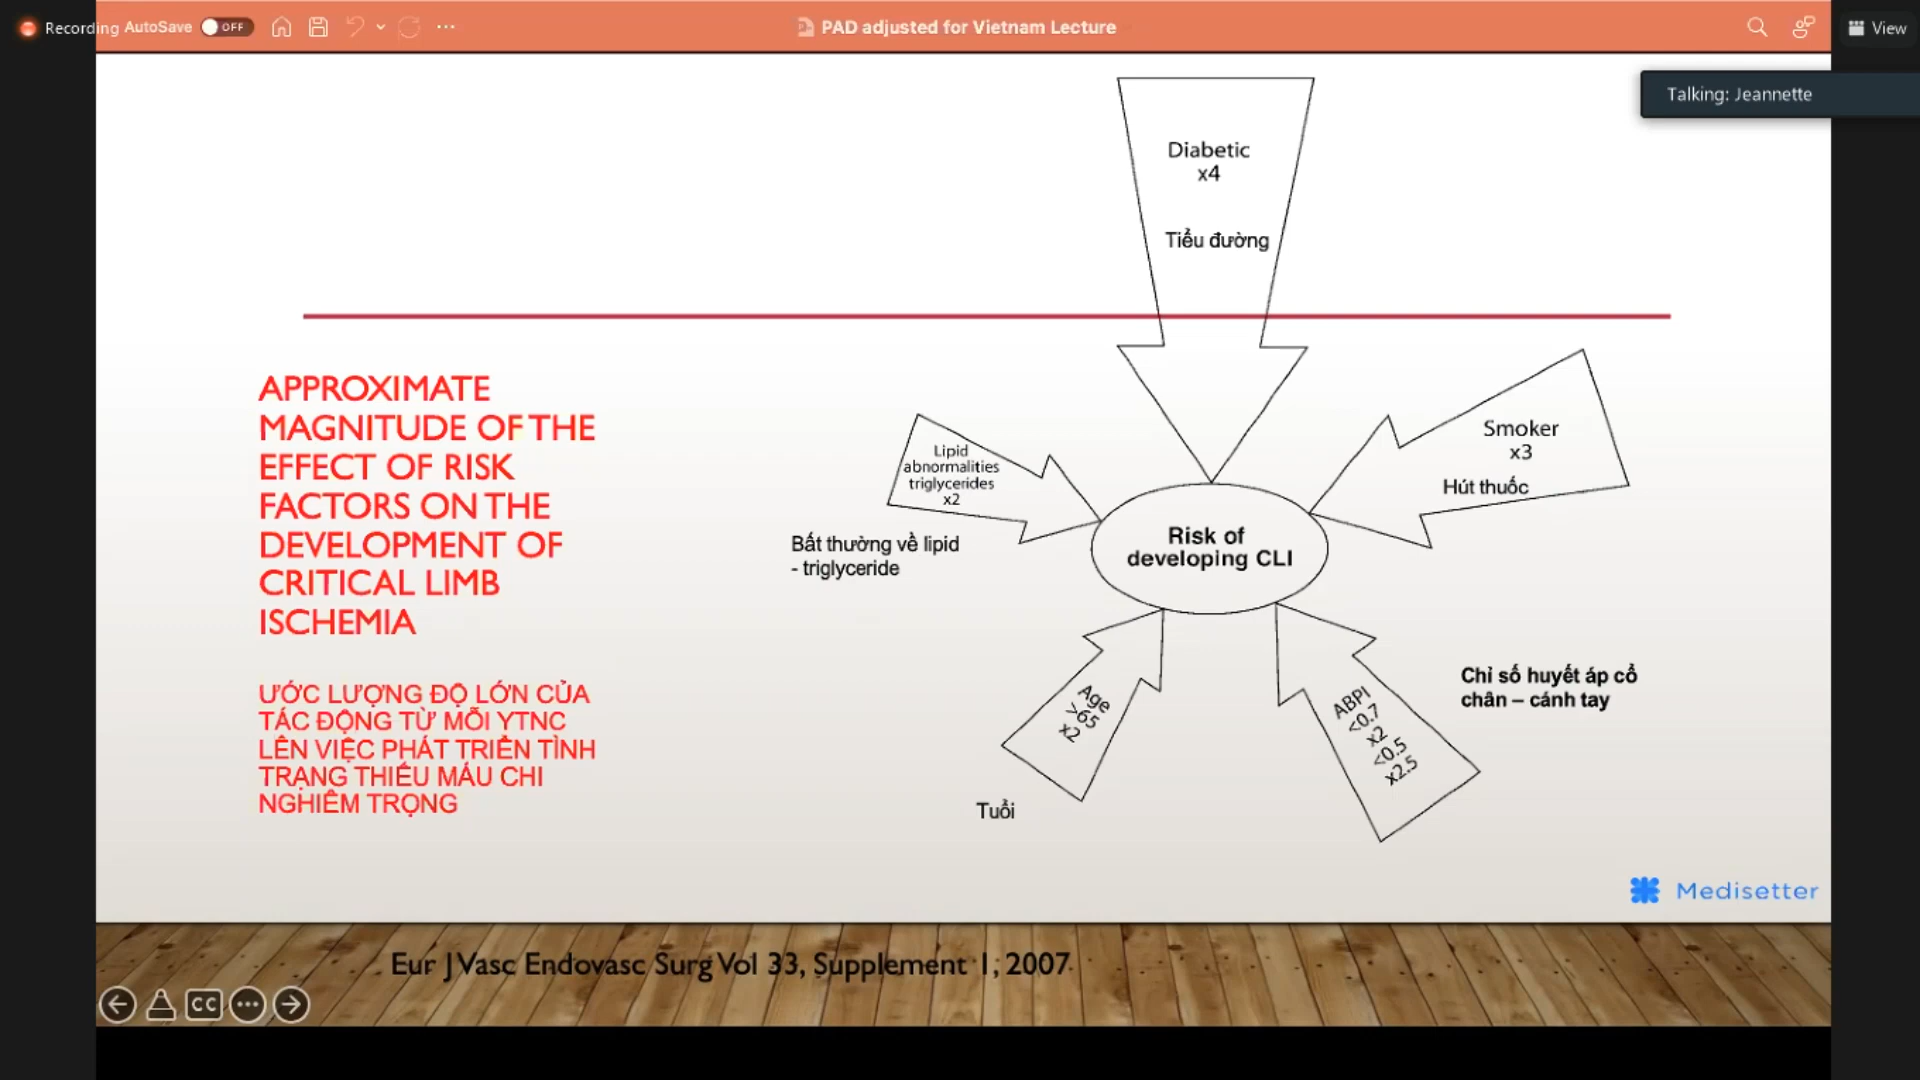 Recording
AutoSave OFF
PAD adjusted for Vietnam Lecture
View
Talking: Jeannette
Diabetic
x4
Tiểu đường
APPROXIMATE
MAGNITUDE OF THE
EFFECT OF RISK
FACTORS ON THE
DEVELOPMENT OF
CRITICAL LIMB
ISCHEMIA
ƯỚC LƯỢNG ĐỘ LỚN CỦA
TÁC ĐỘNG TỪ MỖI YTNC
LÊN VIỆC PHÁT TRIỂN TÌNH
TRẠNG THIẾU MÁU CHI
NGHIÊM TRỌNG
Lipid
abnormalities
triglycerides
x2
Bất thường về lipid
- triglyceride
Smoker
x3
Hút thuốc
Risk of
developing CLI
Age
>65
x2
Tuổi
ABPI
<0.7
x2
<0.5
x2.5
Chỉ số huyết áp cổ
chân – cánh tay
Medisetter
Eur J Vasc Endovasc Surg Vol 33, Supplement 1, 2007
CC